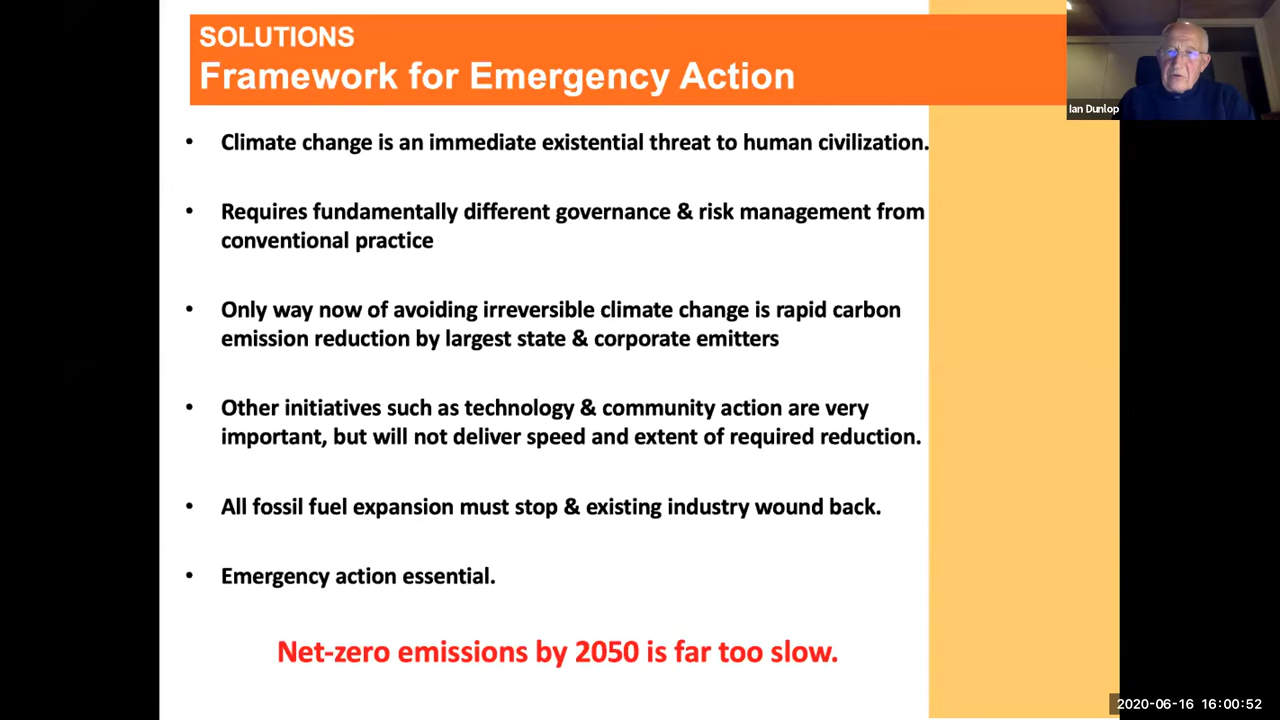 SOLUTIONS
Framework for Emergency Action
Ian Dunlop
• Climate change is an immediate existential threat to human civilization.
• Requires fundamentally different governance & risk management from
conventional practice
• Only way now of avoiding irreversible climate change is rapid carbon
emission reduction by largest state & corporate emitters
• Other initiatives such as technology & community action are very
important, but will not deliver speed and extent of required reduction.
• All fossil fuel expansion must stop & existing industry wound back.
• Emergency action essential.
Net-zero emissions by 2050 is far too slow.
2020-06-16 16:00:52